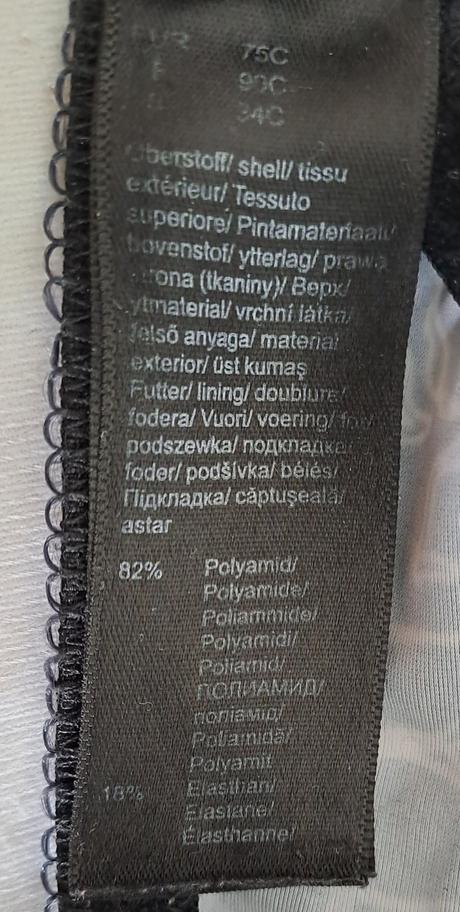 EUR 75C
F 90C
34C
Oberstoff/ shell/ tissu
extérieur/ Tessuto
superiore/ Pintamateriaali/
bovenstof/ ytterlag/ prawa
strona (tkaniny)/ Верх/
ytmaterial/ vrchní látka/
felső anyaga/ material
exterior/ üst kumaş
Futter/ lining/ doublure/
fodera/ Vuori/ voering/
podszewka/ подкладка
foder/ podšívka/ bélés/
Підкладка/ căptuşeală/
astar
82% Polyamid/
Polyamide/
Poliammide/
Polyamidi/
Poliamid/
ПОЛИАМИД/
поліамід/
Poliamidă/
Polyamit
18% Elasthan/
Elastane/
Élasthanne/